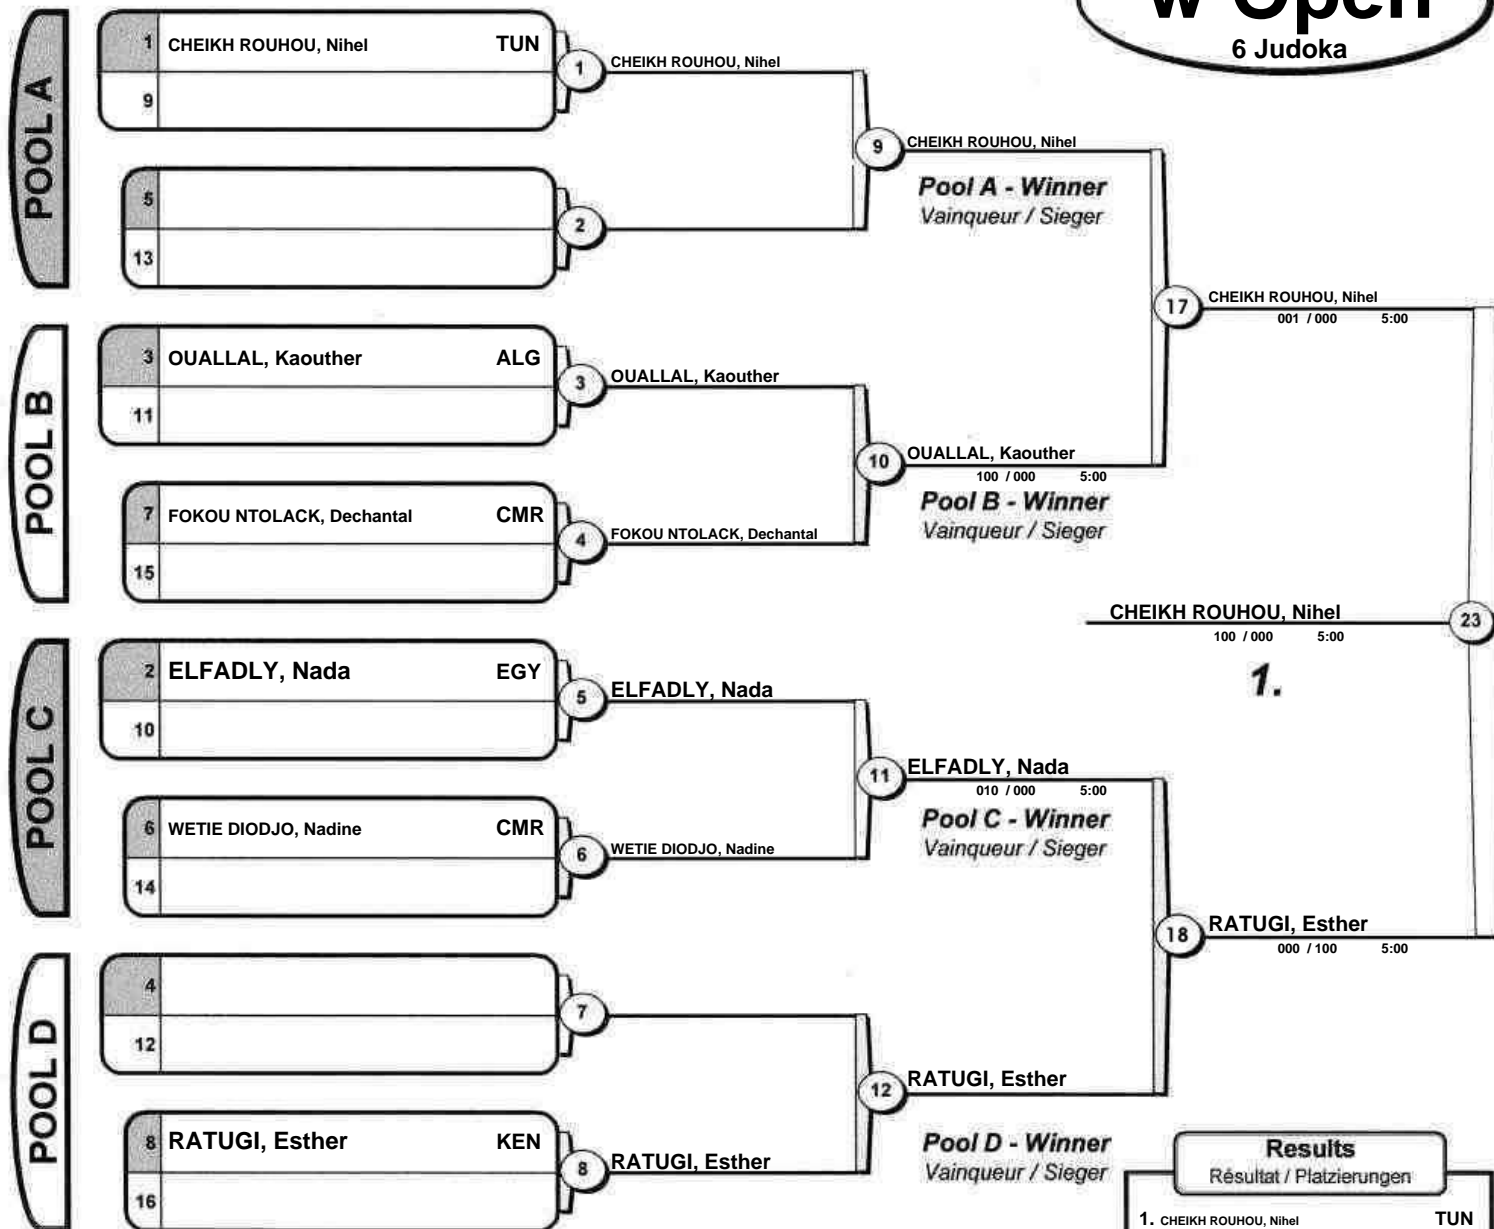 w Open
6 Judoka
POOL A
1 CHEIKH ROUHOU, Nihel TUN
9
1
CHEIKH ROUHOU, Nihel
5
13
2
9
CHEIKH ROUHOU, Nihel
Pool A - Winner
Vainqueur / Sieger
POOL B
3 OUALLAL, Kaouther ALG
11
3
OUALLAL, Kaouther
7 FOKOU NTOLACK, Dechantal CMR
15
4
FOKOU NTOLACK, Dechantal
10
OUALLAL, Kaouther
100 / 000 5:00
Pool B - Winner
Vainqueur / Sieger
17
CHEIKH ROUHOU, Nihel
001 / 000 5:00
POOL C
2 ELFADLY, Nada EGY
10
5
ELFADLY, Nada
6 WETIE DIODJO, Nadine CMR
14
6
WETIE DIODJO, Nadine
11
ELFADLY, Nada
010 / 000 5:00
Pool C - Winner
Vainqueur / Sieger
POOL D
4
12
7
8 RATUGI, Esther KEN
16
8
RATUGI, Esther
12
RATUGI, Esther
Pool D - Winner
Vainqueur / Sieger
18
RATUGI, Esther
000 / 100 5:00
CHEIKH ROUHOU, Nihel
100 / 000 5:00
23
1.
Results
Résultat / Platzierungen
1. CHEIKH ROUHOU, Nihel TUN